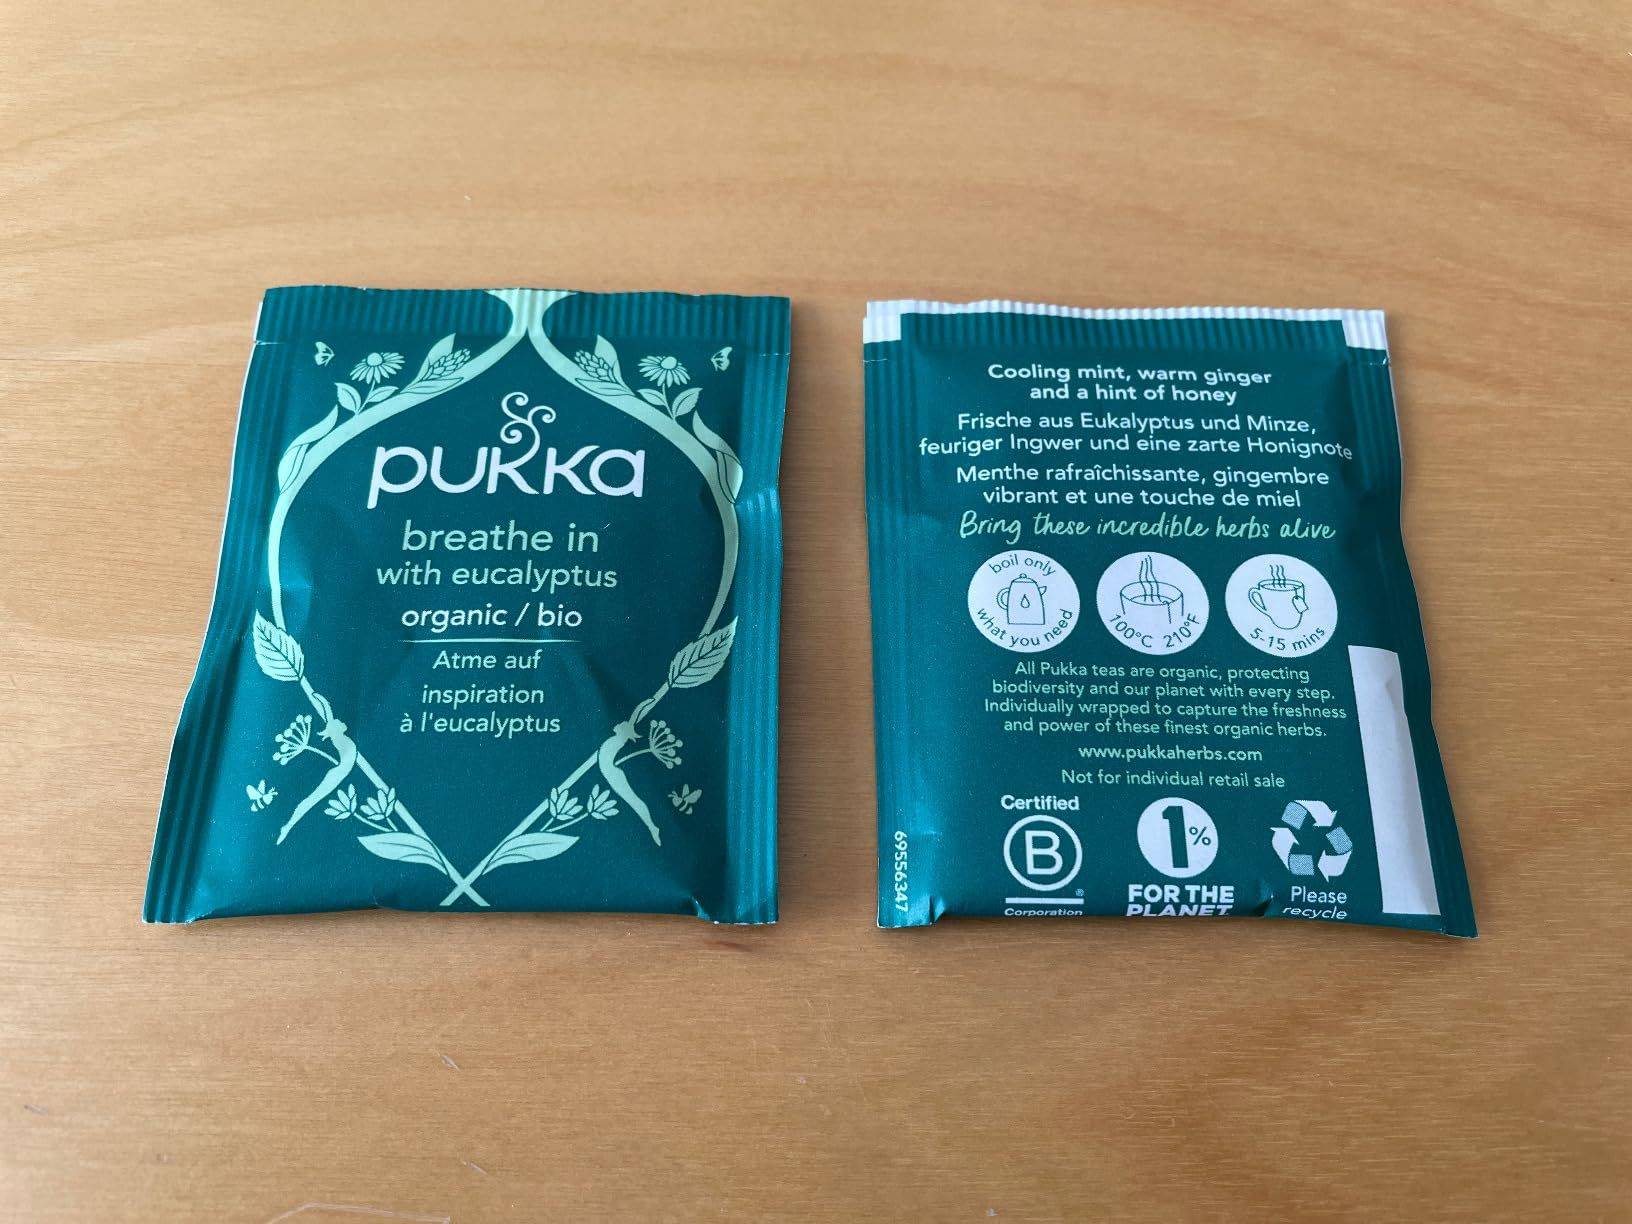 pukka
breathe in
with eucalyptus
organic / bio
Atme auf
inspiration
à l'eucalyptus
Cooling mint, warm ginger
and a hint of honey
Frische aus Eukalyptus und Minze,
feuriger Ingwer und eine zarte Honignote
Menthe rafraîchissante, gingembre
vibrant et une touche de miel
Bring these incredible herbs alive
boil only
what you need
100°C 210°F
5-15 mins
All Pukka teas are organic, protecting
biodiversity and our planet with every step.
Individually wrapped to capture the freshness
and power of these finest organic herbs.
www.pukkaherbs.com
Not for individual retail sale
Certified
B
®
Corporation
1%
FOR THE
PLANET
Please
recycle
69556347